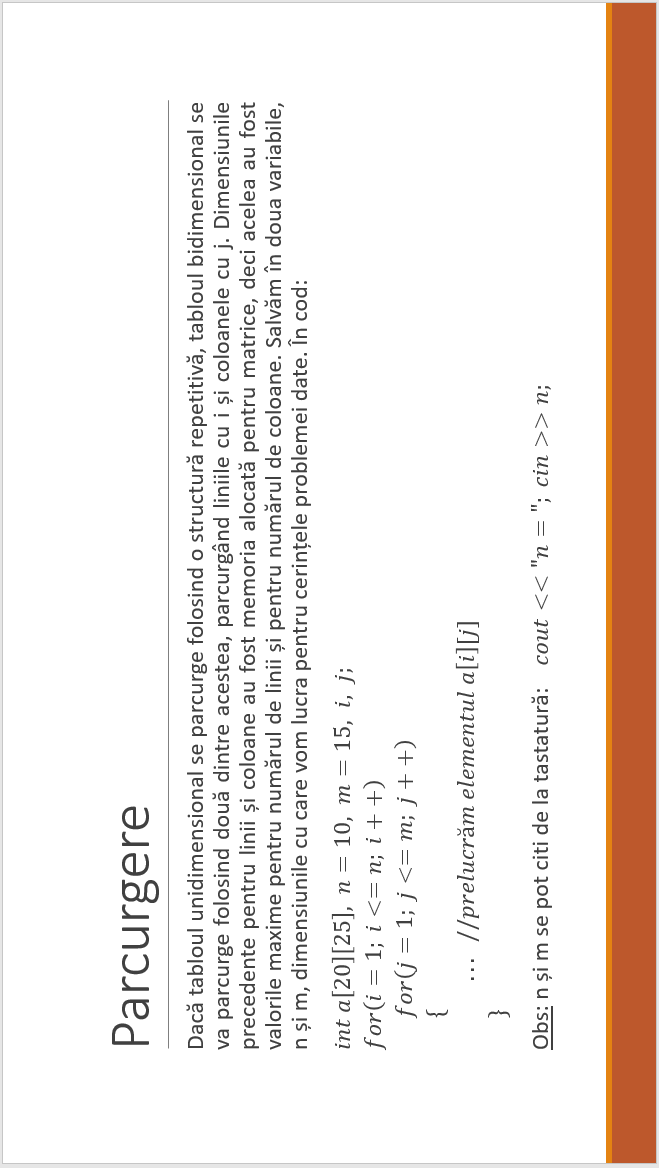 Parcurgere
Dacă tabloul unidimensional se parcurge folosind o structură repetitivă, tabloul bidimensional se
va parcurge folosind două dintre acestea, parcurgând liniile cu i și coloanele cu j. Dimensiunile
precedente pentru linii și coloane au fost memoria alocată pentru matrice, deci acelea au fost
valorile maxime pentru numărul de linii și pentru numărul de coloane. Salvăm în doua variabile,
n și m, dimensiunile cu care vom lucra pentru cerințele problemei date. În cod:
int a[20][25], n = 10, m = 15, i, j;
for(i = 1; i <= n; i + +)
for(j = 1; j <= m; j + +)
{
… //prelucrăm elementul a[i][j]
}
Obs: n și m se pot citi de la tastatură: cout << "n = "; cin >> n;